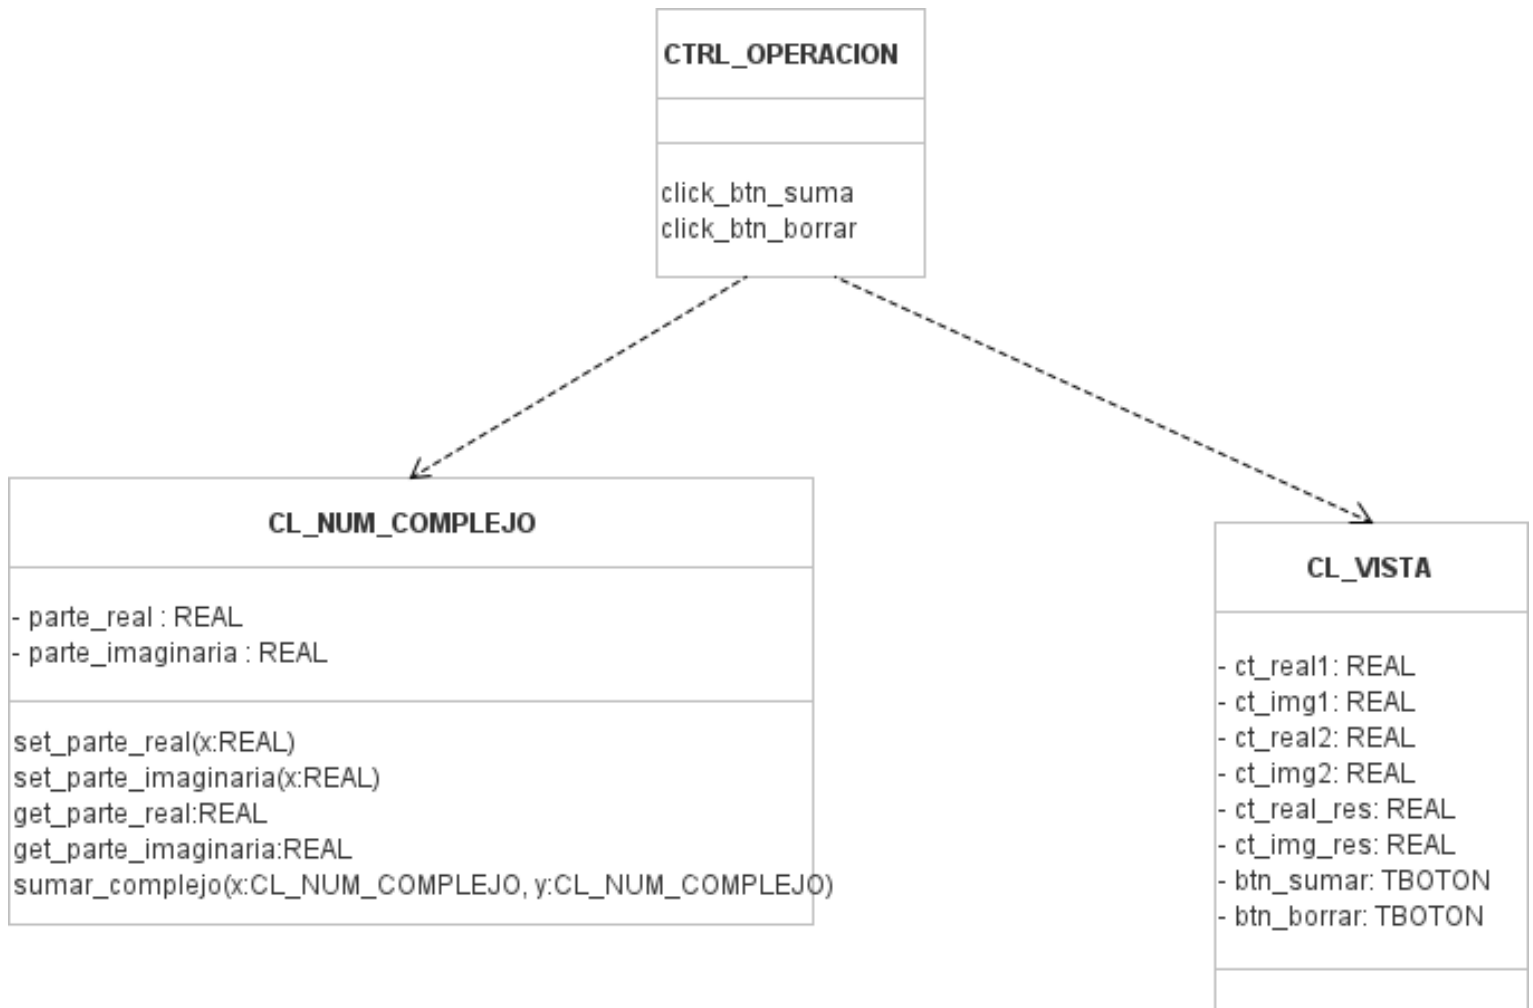 CTRL_OPERACION
click_btn_suma
click_btn_borrar
CL_NUM_COMPLEJO
- parte_real : REAL
- parte_imaginaria : REAL
set_parte_real(x:REAL)
set_parte_imaginaria(x:REAL)
get_parte_real:REAL
get_parte_imaginaria:REAL
sumar_complejo(x:CL_NUM_COMPLEJO, y:CL_NUM_COMPLEJO)
CL_VISTA
- ct_real1: REAL
- ct_img1: REAL
- ct_real2: REAL
- ct_img2: REAL
- ct_real_res: REAL
- ct_img_res: REAL
- btn_sumar: TBOTON
- btn_borrar: TBOTON